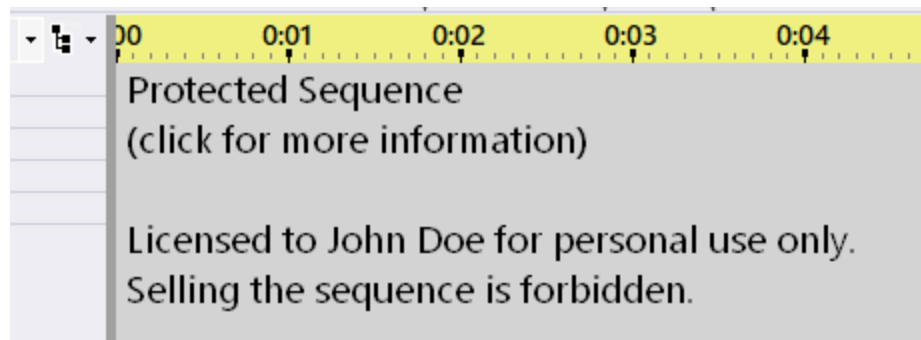 00 0:01 0:02 0:03 0:04
Protected Sequence
(click for more information)
Licensed to John Doe for personal use only.
Selling the sequence is forbidden.